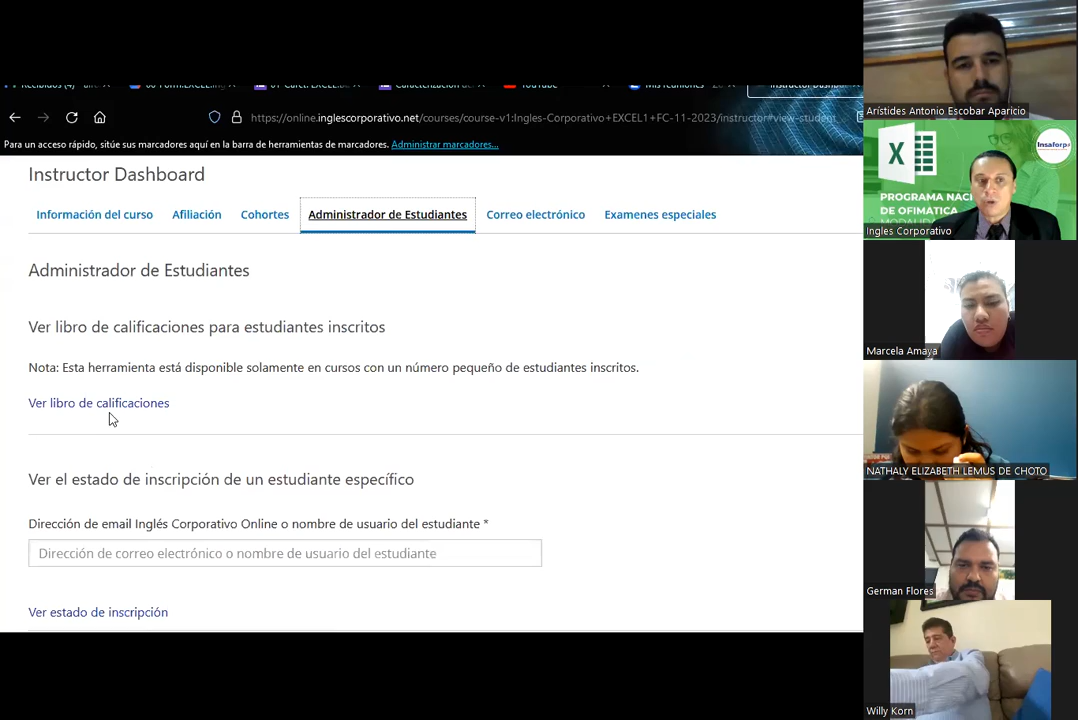 YouTube
Mis reuniones
https://online.inglescorporativo.net/courses/course-v1:Ingles-Corporativo+EXCEL1+FC-11-2023/instructor#view-student
Para un acceso rápido, sitúe sus marcadores aquí en la barra de herramientas de marcadores. Administrar marcadores...
Instructor Dashboard
Información del curso
Afiliación
Cohortes
Administrador de Estudiantes
Correo electrónico
Examenes especiales
Administrador de Estudiantes
Ver libro de calificaciones para estudiantes inscritos
Nota: Esta herramienta está disponible solamente en cursos con un número pequeño de estudiantes inscritos.
Ver libro de calificaciones
Ver el estado de inscripción de un estudiante específico
Dirección de email Inglés Corporativo Online o nombre de usuario del estudiante *
Dirección de correo electrónico o nombre de usuario del estudiante
Ver estado de inscripción
Arístides Antonio Escobar Aparicio
X
Insaforp
PROGRAMA NAC
DE OFIMÁTICA
MODALID
Ingles Corporativo
Marcela Amaya
NATHALY ELIZABETH LEMUS DE CHOTO
German Flores
Willy Korn